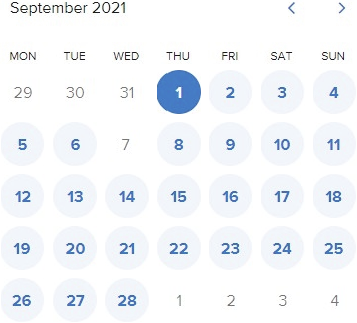 September 2021
MON TUE WED THU FRI SAT SUN
29 30 31 1 2 3 4
5 6 7 8 9 10 11
12 13 14 15 16 17 18
19 20 21 22 23 24 25
26 27 28 1 2 3 4